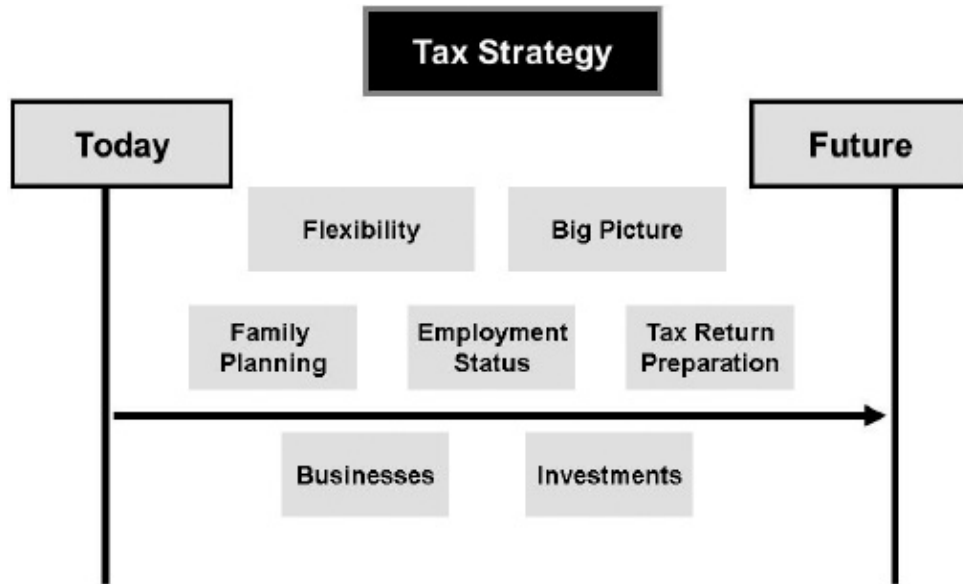 Tax Strategy
Today
Future
Flexibility
Big Picture
Family
Planning
Employment
Status
Tax Return
Preparation
Businesses
Investments